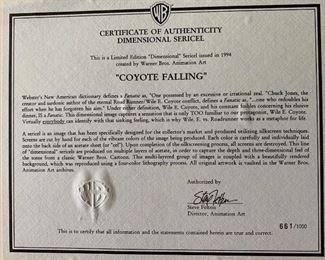 WB
CERTIFICATE OF AUTHENTICITY
DIMENSIONAL SERICEL
This is a Limited Edition "Dimensional" Sericel issued in 1994
created by Warner Bros. Animation Art
"COYOTE FALLING"
Webster's New American dictionary defines a Fanatic as, "One possessed by an excessive or irrational zeal. "Chuck Jones, the
creator and sardonic author of the eternal Road Runner/Wile E. Coyote conflict, defines a Fanatic as, "...one who redoubles his
effort when he has forgotten his aim." Under either definition, Wile E. Coyote, and his constant foibles concerning his elusive
dinner, IS a Fanatic. This dimensional image captures a sensation that is only TOO familiar to our protagonist, Wile E. Coyote.
Virtually everybody can identify with that sinking feeling, which is why Wile E. vs. Roadrunner works as a metaphor for life.
A sericel is an image that has been specifically designed for the collector's market and produced utilizing silkscreen techniques.
Screens are cut by hand for each of the vibrant colors of the image being produced. Each color is carefully and individually laid
onto the back side of an acetate sheet (or "cel"). Upon completion of the silkscreening process, all screens are destroyed. This line
of "dimensional" sericels are produced on multiple layers of acetate, in order to capture the depth and three-dimensional feel of
the scene from a classic Warner Bros. Cartoon. This multi-layered group of images is coupled with a beautifully rendered
background, which was reproduced using a four-color lithography process. All original artwork is vaulted in the Warner Bros.
Animation Art archives.
Authorized by
Steve Felton
Steve Felton
Director, Animation Art
661/1000
This is to certify that all information and the statements contained herein are true and correct.